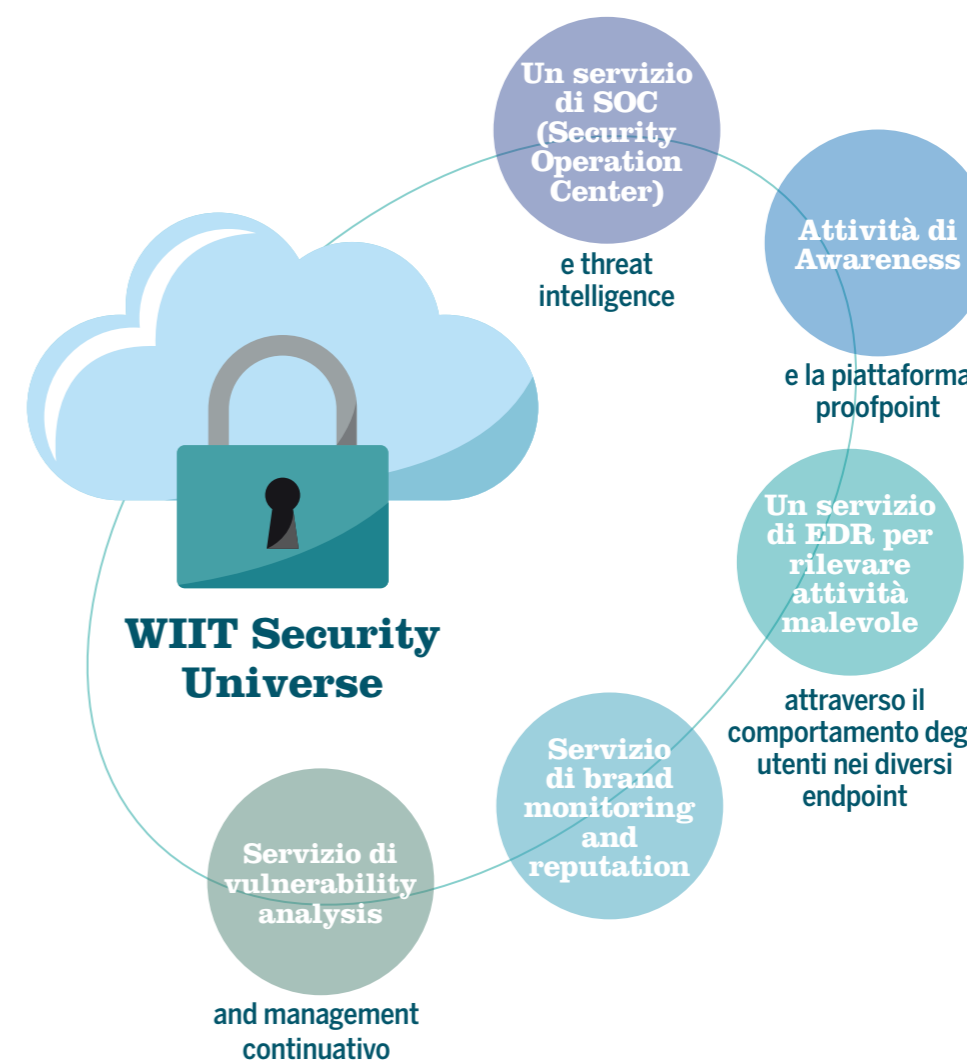 Un servizio
di SOC
(Security
Operation
Center)
e threat
intelligence
Attività di
Awareness
e la piattaforma
proofpoint
Un servizio
di EDR per
rilevare
attività
malevole
attraverso il
comportamento deg
utenti nei diversi
endpoint
Servizio
di brand
monitoring
and
reputation
Servizio di
vulnerability
analysis
and management
continuativo
WIIT Security
Universe